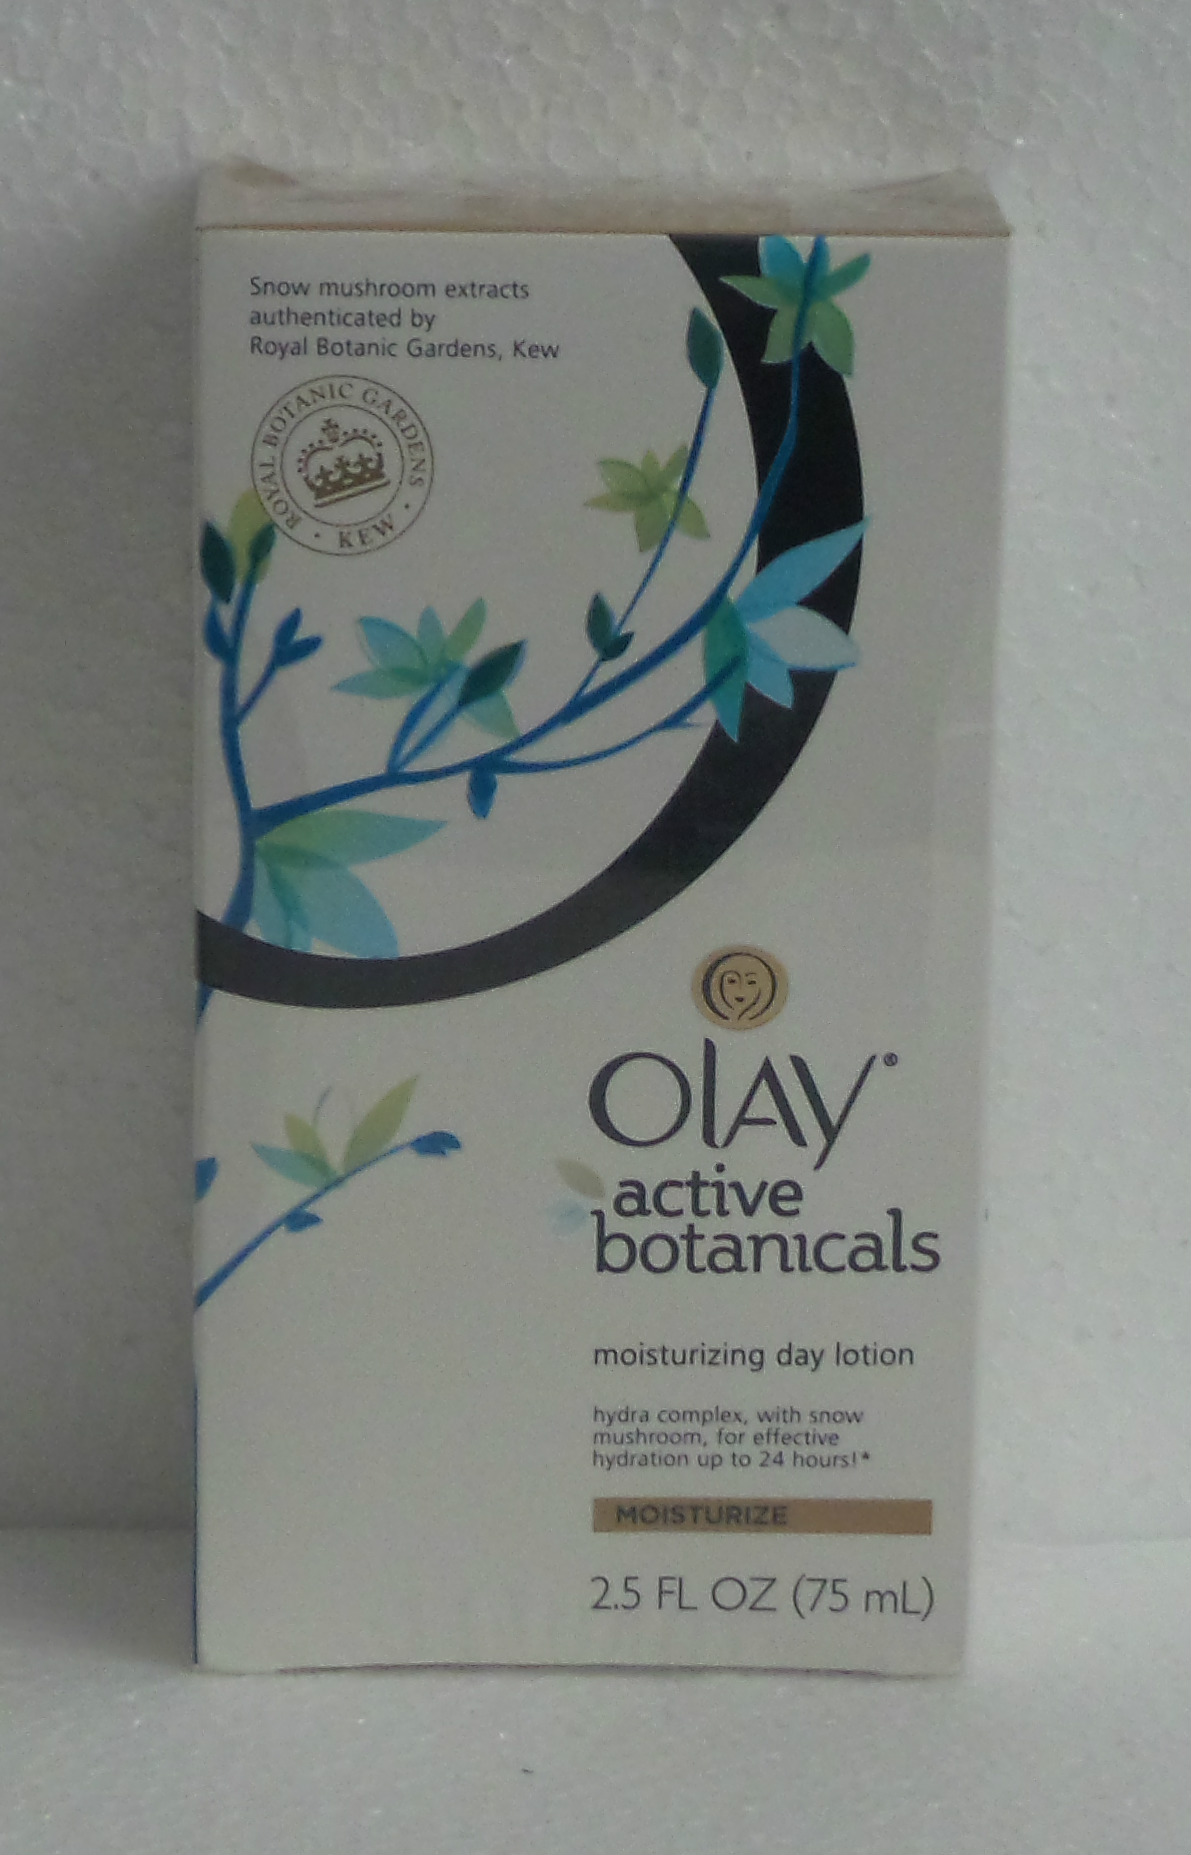 Snow mushroom extracts
authenticated by
Royal Botanic Gardens, Kew
ROYAL BOTANIC GARDENS
· KEW ·
OLAY®
active
botanicals
moisturizing day lotion
hydra complex, with snow
mushroom, for effective
hydration up to 24 hours!*
MOISTURIZE
2.5 FL OZ (75 mL)